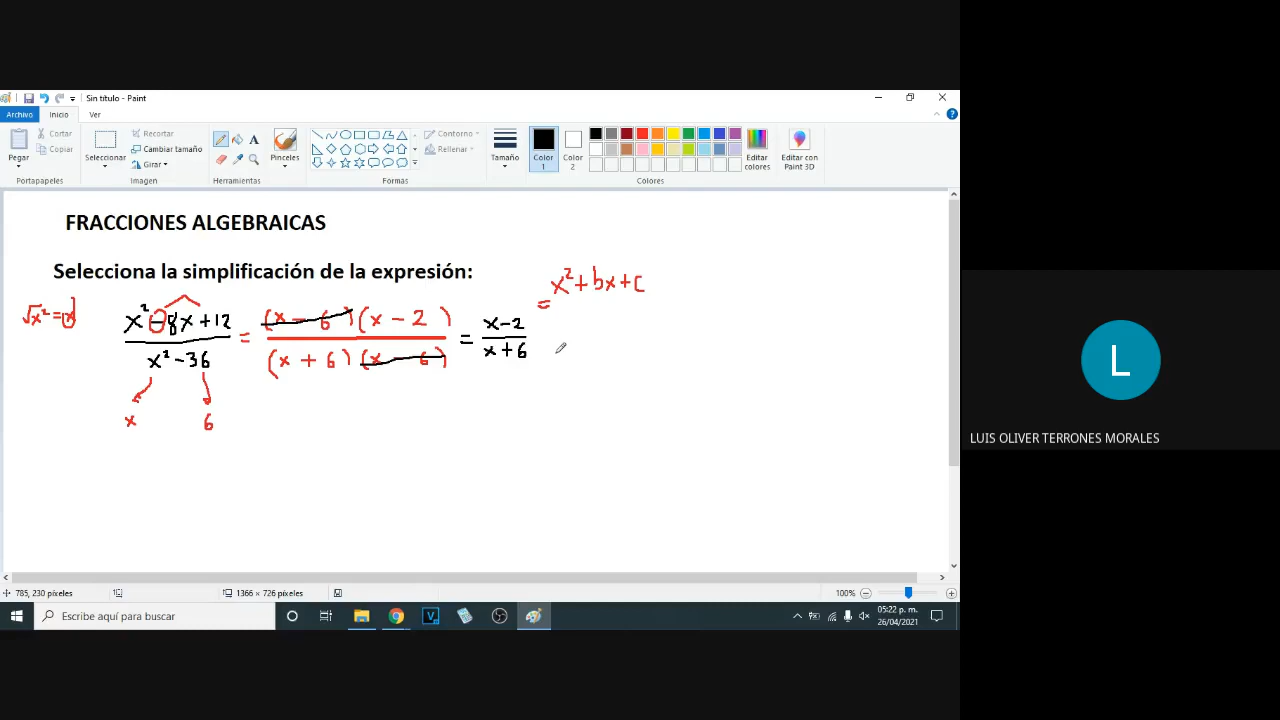 Sin título - Paint
Archivo Inicio Ver
Pegar Cortar Copiar Seleccionar Recortar Cambiar tamaño Girar A Pinceles Contorno Rellenar Tamaño Color 1 Color 2 Editar colores Editar con Paint 3D
Portapapeles Imagen Herramientas Formas Colores
FRACCIONES ALGEBRAICAS
Selecciona la simplificación de la expresión:
= x² + bx + c
√x² = x
x² - 8x + 12 = (x - 6)(x - 2) = x - 2
x² - 36 (x + 6)(x - 6) x + 6
x 6
L
LUIS OLIVER TERRONES MORALES
785, 230 píxeles 1366 × 726 píxeles 100%
Escribe aquí para buscar V 05:22 p. m.
26/04/2021